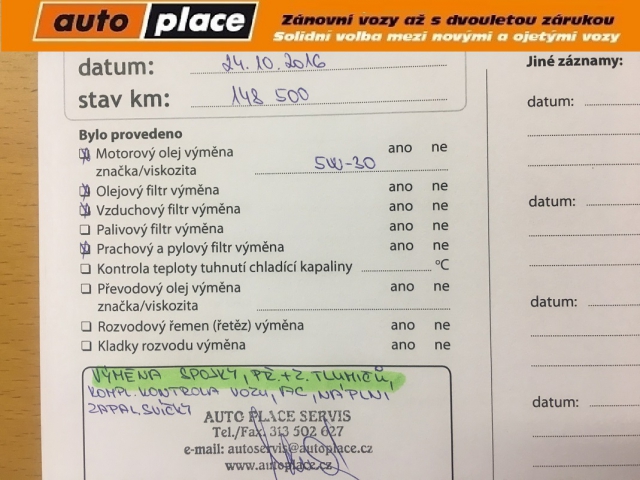 auto place
Zánovní vozy až s dvouletou zárukou
Solidní volba mezi novými a ojetými vozy
datum: 24.10.2016
stav km: 148 500
Bylo provedeno
Motorový olej výměna ano ne
značka/viskozita 5W-30
Olejový filtr výměna ano ne
Vzduchový filtr výměna ano ne
Palivový filtr výměna ano ne
Prachový a pylový filtr výměna ano ne
Kontrola teploty tuhnutí chladící kapaliny ºC
Převodový olej výměna ano ne
značka/viskozita
Rozvodový řemen (řetěz) výměna ano ne
Kladky rozvodu výměna ano ne
VÝMĚNA SPOJKY, PŘ.+Z.TLUMIČŮ,
KOMPL.KONTROLA VOZU, AC, NÁPLNÍ
ZAPAL.SVÍČKY
AUTO PLACE SERVIS
Tel./Fax: 313 502 627
e-mail: autoservis@autoplace.cz
www.autoplace.cz
Jiné záznamy:
datum:
datum:
datum:
datum: